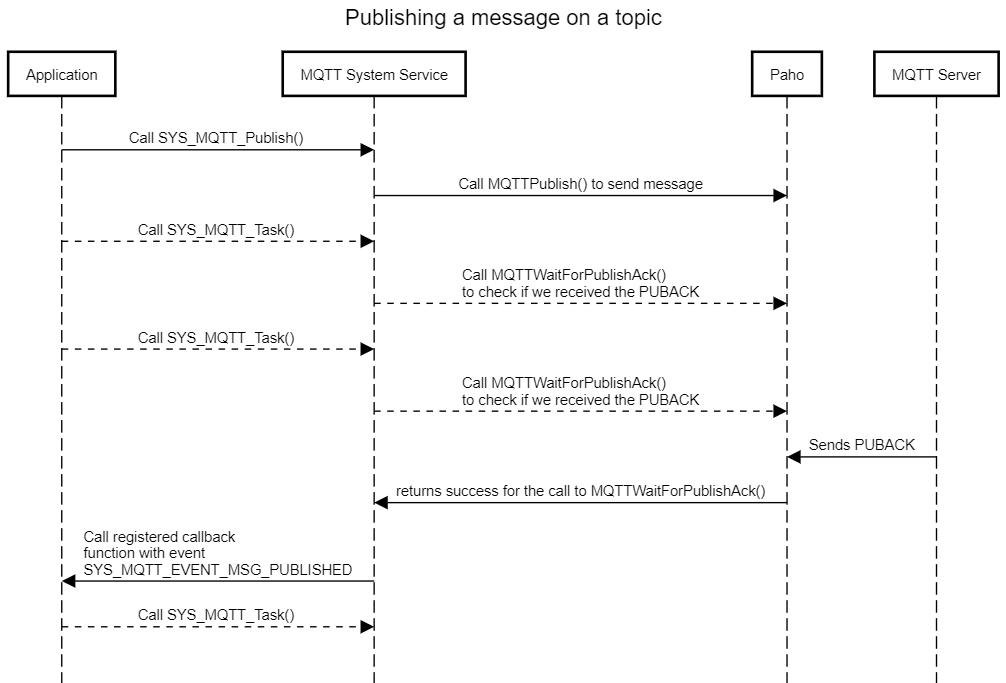 Publishing a message on a topic
Application
MQTT System Service
Paho
MQTT Server
Call SYS_MQTT_Publish()
Call MQTTPublish() to send message
Call SYS_MQTT_Task()
Call MQTTWaitForPublishAck()
to check if we received the PUBACK
Call SYS_MQTT_Task()
Call MQTTWaitForPublishAck()
to check if we received the PUBACK
Sends PUBACK
returns success for the call to MQTTWaitForPublishAck()
Call registered callback
function with event
SYS_MQTT_EVENT_MSG_PUBLISHED
Call SYS_MQTT_Task()